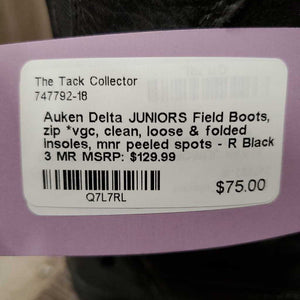 The Tack Collector
747792-18
Auken Delta JUNIORS Field Boots,
zip *vgc, clean, loose & folded
insoles, mnr peeled spots - R Black
3 MR MSRP: $129.99
$75.00
Q7L7RL